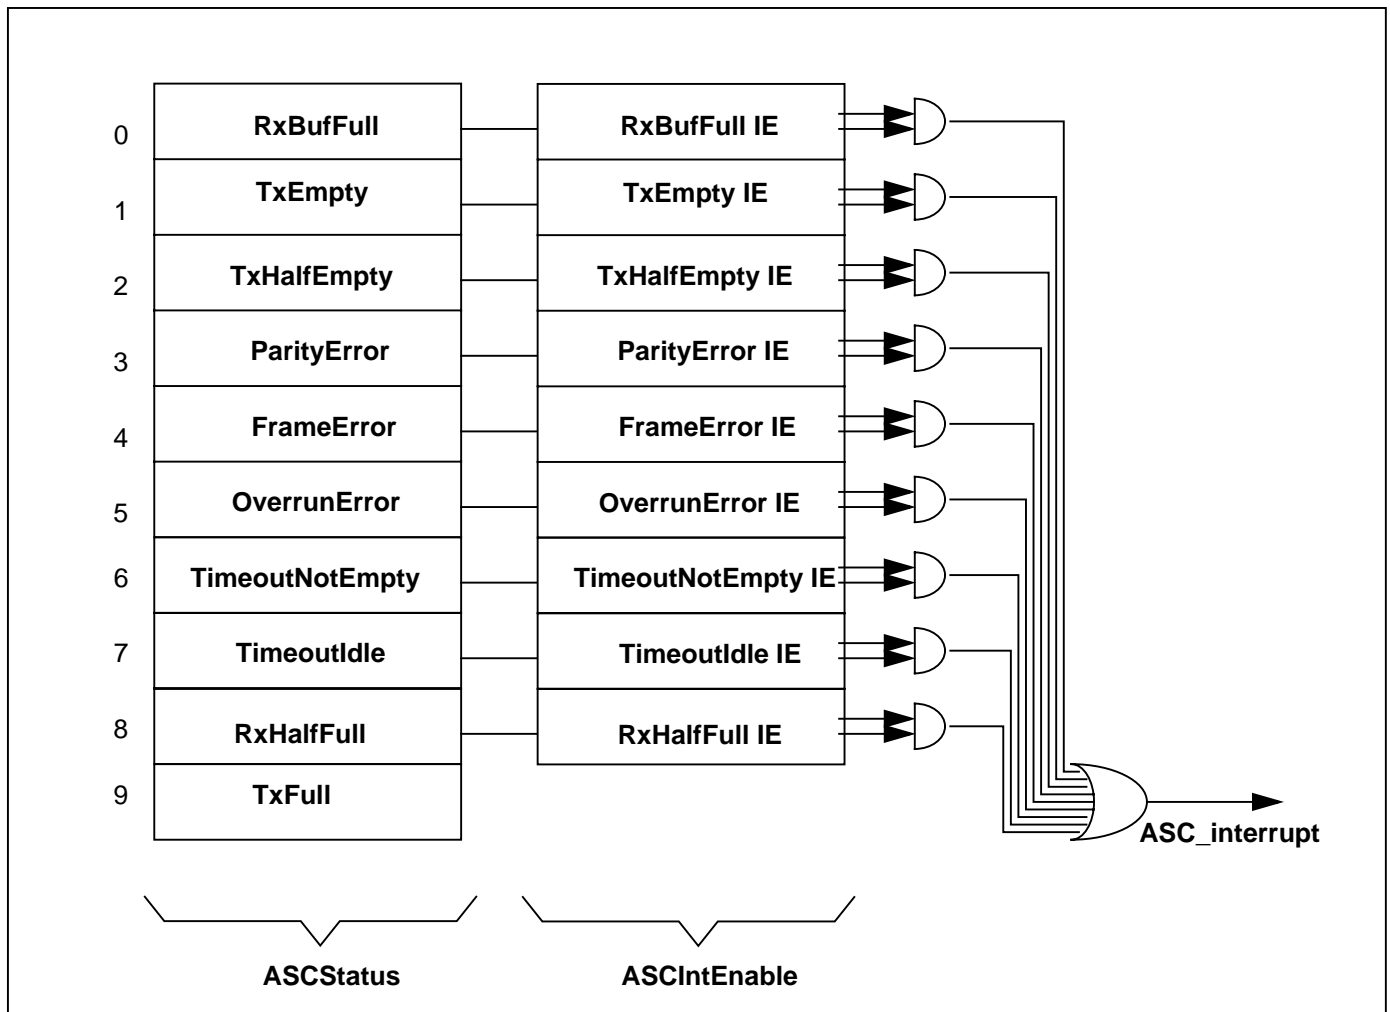 0 RxBufFull RxBufFull IE
1 TxEmpty TxEmpty IE
2 TxHalfEmpty TxHalfEmpty IE
3 ParityError ParityError IE
4 FrameError FrameError IE
5 OverrunError OverrunError IE
6 TimeoutNotEmpty TimeoutNotEmpty IE
7 TimeoutIdle TimeoutIdle IE
8 RxHalfFull RxHalfFull IE
9 TxFull
ASC_interrupt
ASCStatus ASCIntEnable